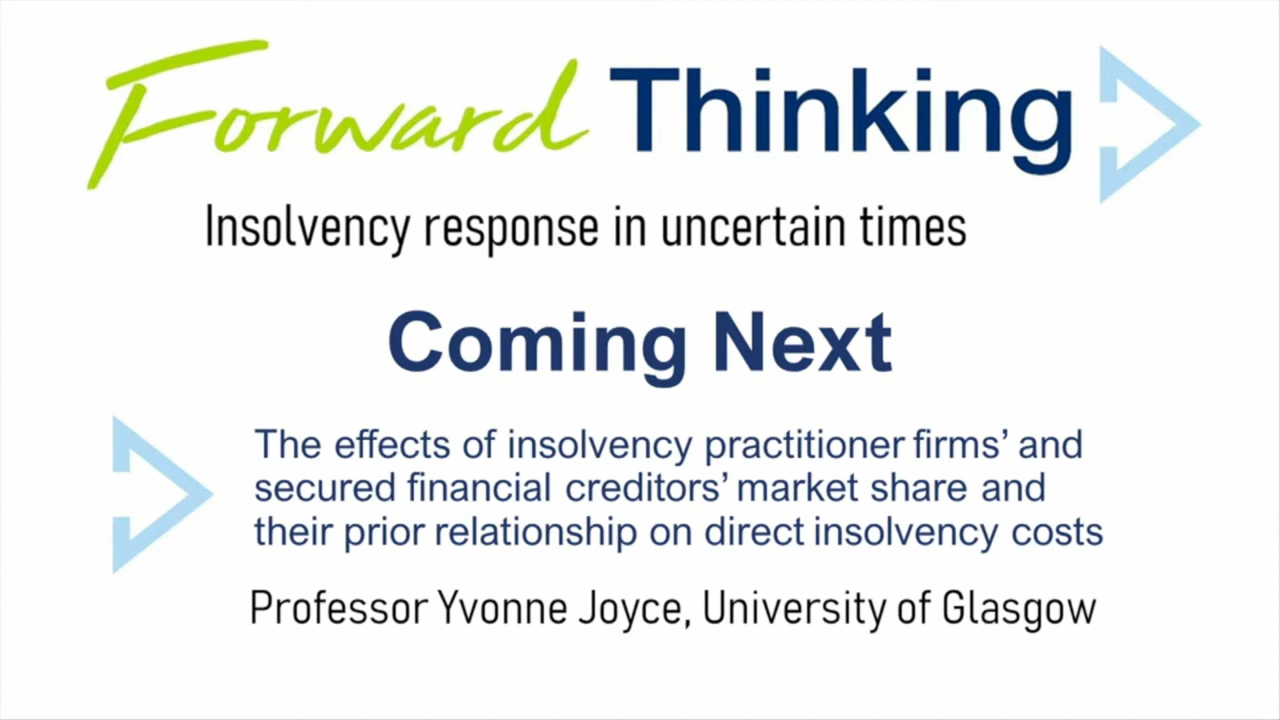 Forward Thinking
Insolvency response in uncertain times
Coming Next
The effects of insolvency practitioner firms’ and
secured financial creditors’ market share and
their prior relationship on direct insolvency costs
Professor Yvonne Joyce, University of Glasgow